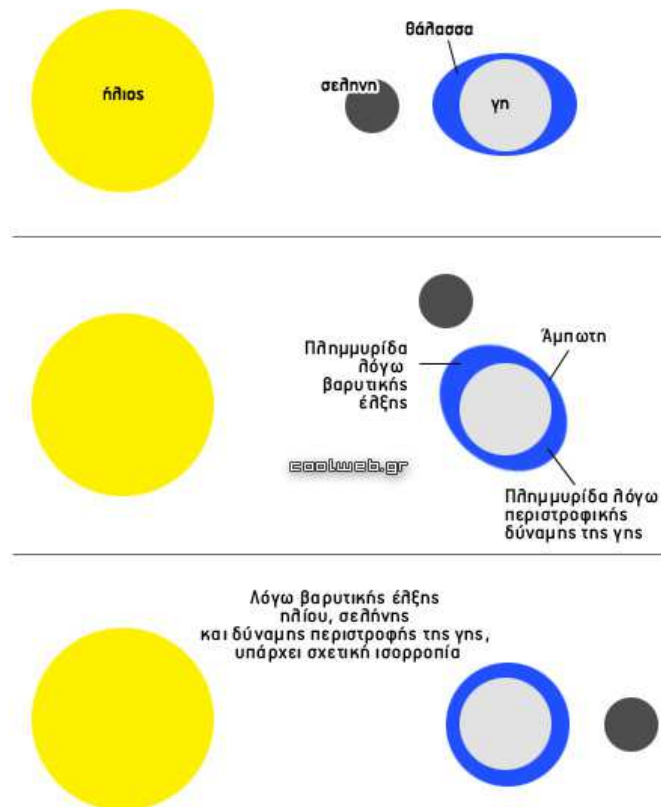 θάλασσα
ήλιος
σεληνη
γη
Πλημμυρίδα
λόγω
βαρυτικής
έλξης
Άμπωτη
coolweb.gr
Πλημμυρίδα λόγω
περιστροφικής
δύναμης της γης
Λόγω βαρυτικής έλξης
ηλίου, σελήνης
και δύναμης περιστροφής της γης,
υπάρχει σχετική ισορροπία